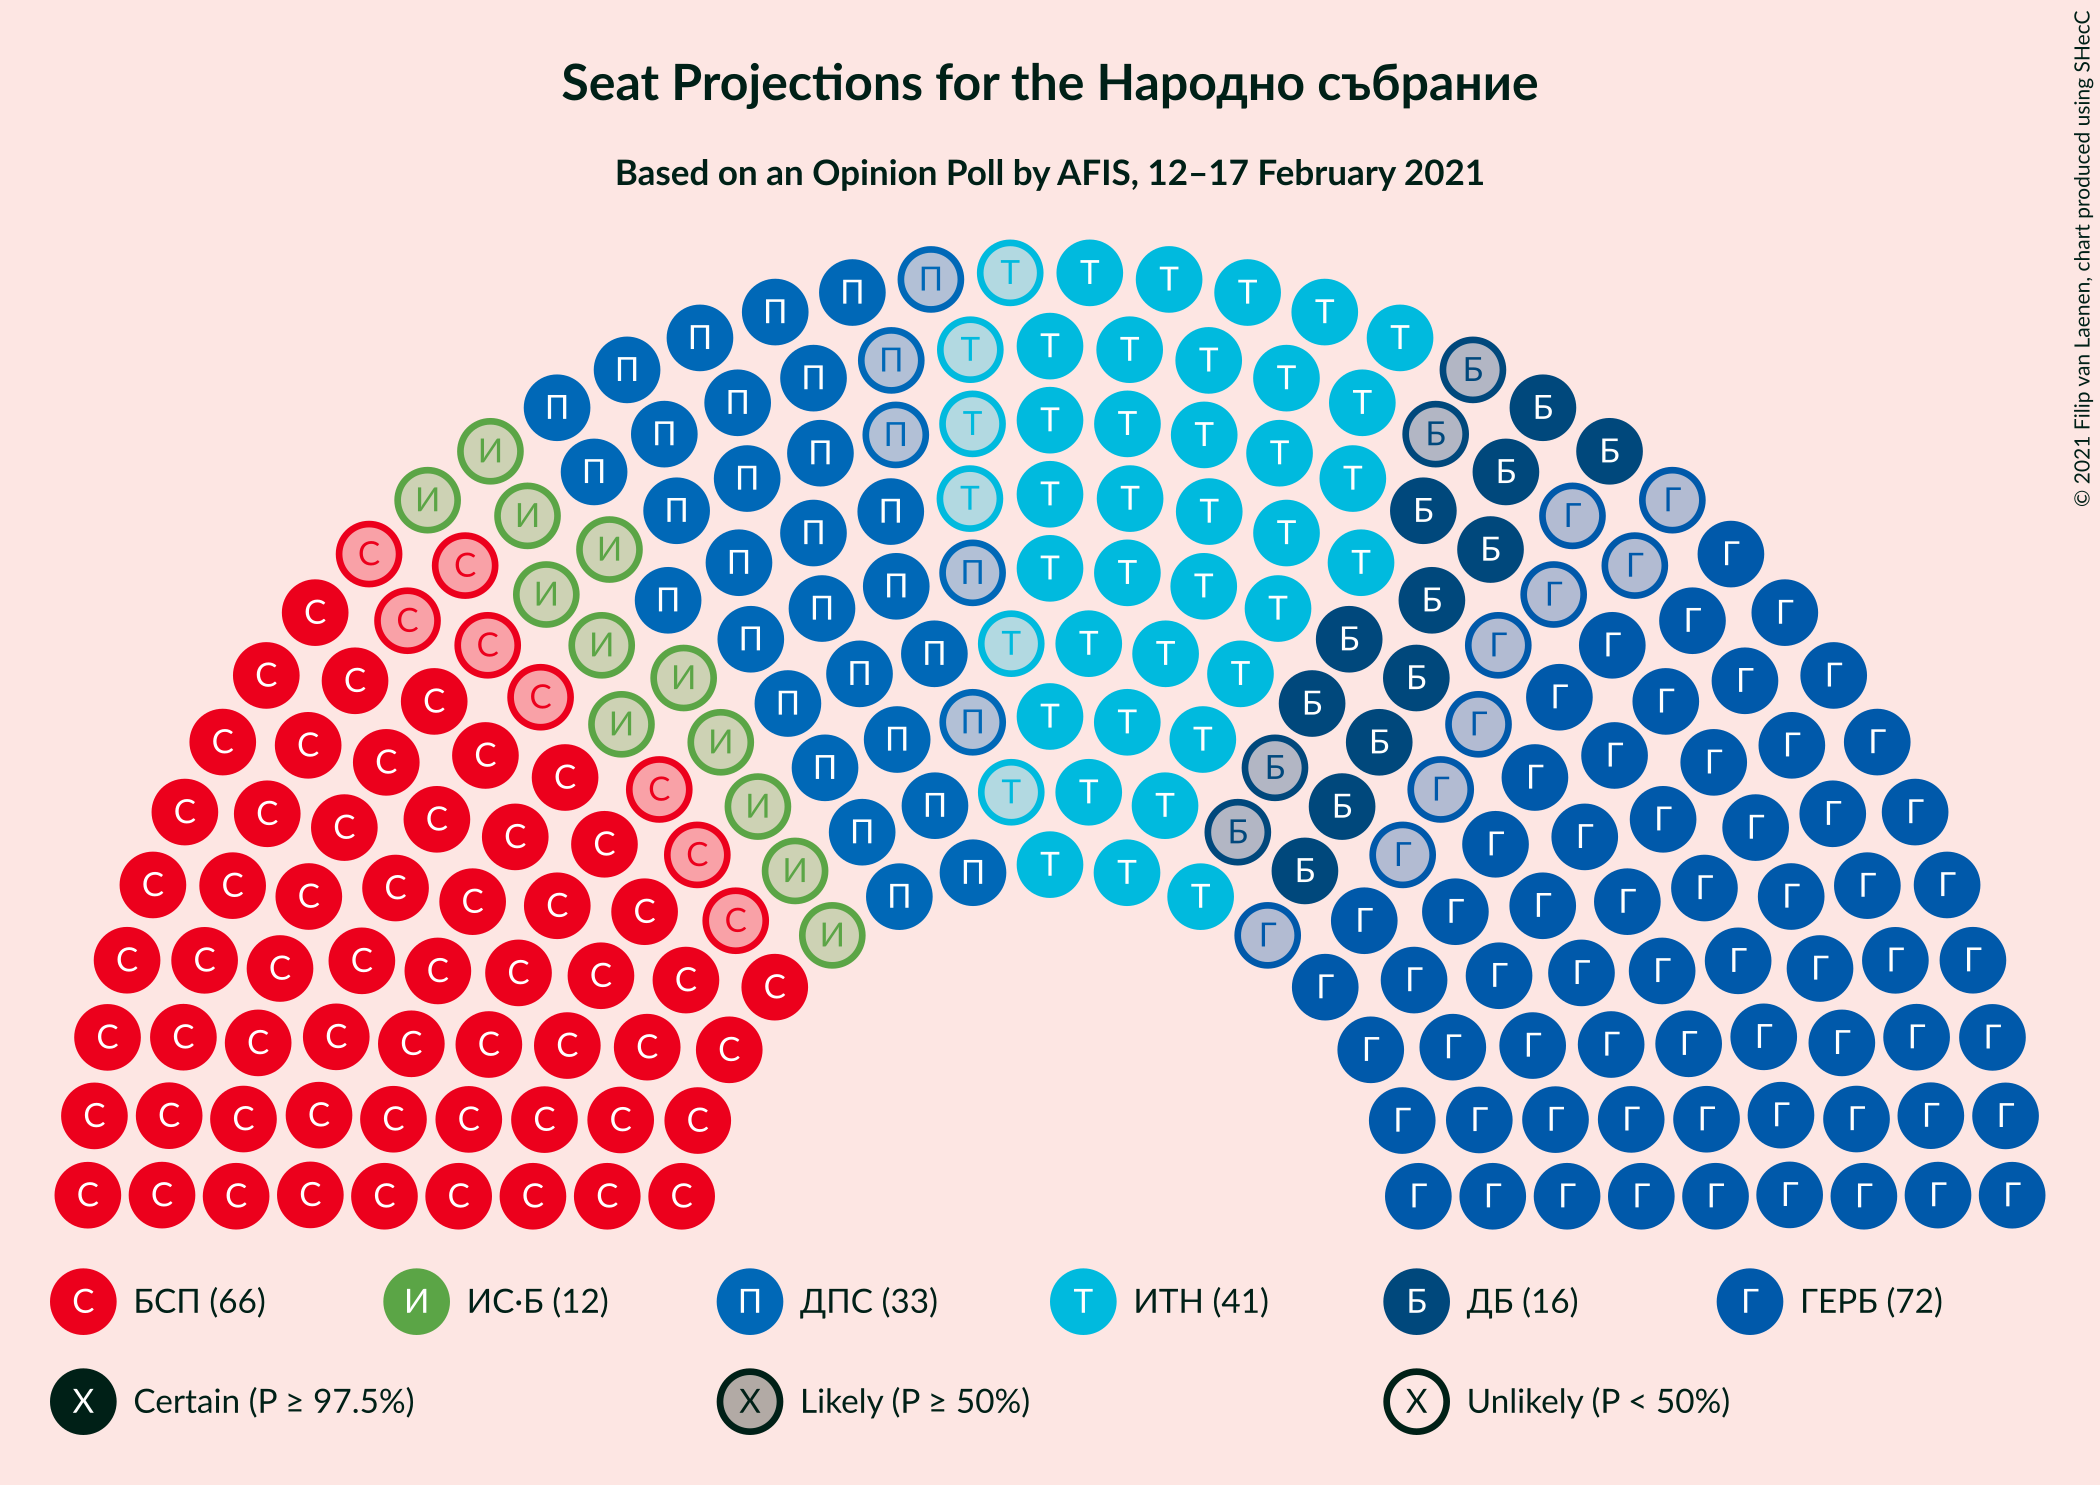 Seat Projections for the Народно събрание
Based on an Opinion Poll by AFIS, 12–17 February 2021
© 2021 Filip van Laenen, chart produced using SHecC
С БСП (66) И ИС·Б (12) П ДПС (33) Т ИТН (41) Б ДБ (16) Г ГЕРБ (72)
X Certain (P ≥ 97.5%) X Likely (P ≥ 50%) X Unlikely (P < 50%)